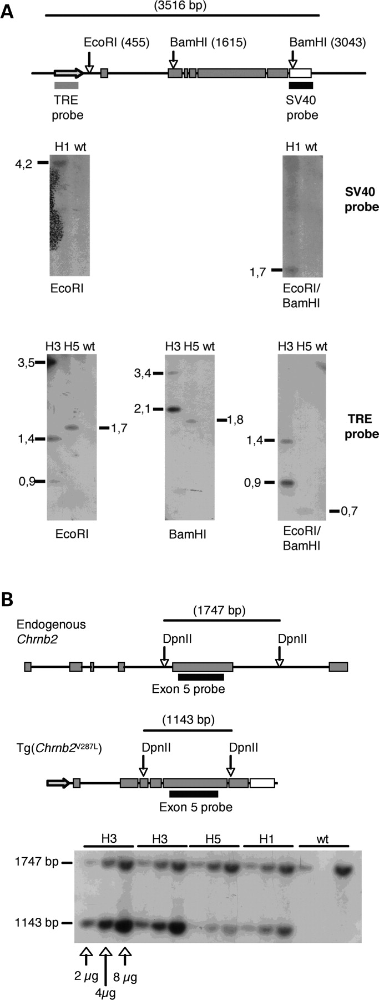 A
(3516 bp)
EcoRI (455) BamHI (1615) BamHI (3043)
TRE
probe
SV40
probe
H1 wt
4,2
EcoRI
H1 wt
1,7
EcoRI/
BamHI
SV40
probe
H3 H5 wt
3,5
1,7
1,4
0,9
EcoRI
H3 H5 wt
3,4
2,1
1,8
BamHI
H3 H5 wt
1,4
0,9
0,7
EcoRI/
BamHI
TRE
probe
B
(1747 bp)
Endogenous
Chrnb2
DpnII DpnII
Exon 5 probe
(1143 bp)
Tg(Chrnb2V287L)
DpnII DpnII
Exon 5 probe
H3 H3 H5 H1 wt
1747 bp
1143 bp
2 µg 8 µg
4µg